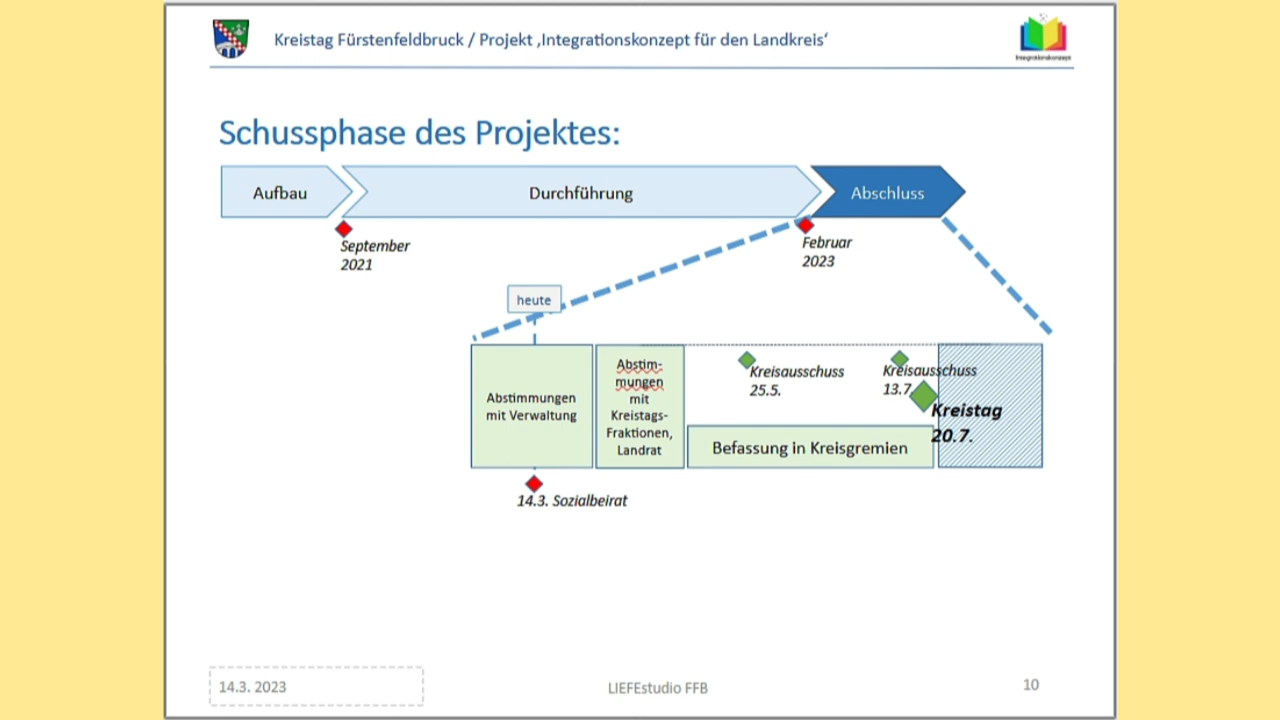 Kreistag Fürstenfeldbruck / Projekt ‚Integrationskonzept für den Landkreis‘
Integrationskonzept
Schussphase des Projektes:
Aufbau
Durchführung
Abschluss
September
2021
Februar
2023
heute
Abstimmungen
mit Verwaltung
Abstim-
mungen
mit
Kreistags-
Fraktionen,
Landrat
Kreisausschuss
25.5.
Kreisausschuss
13.7.
Kreistag
20.7.
Befassung in Kreisgremien
14.3. Sozialbeirat
14.3. 2023
LIEFEstudio FFB
10